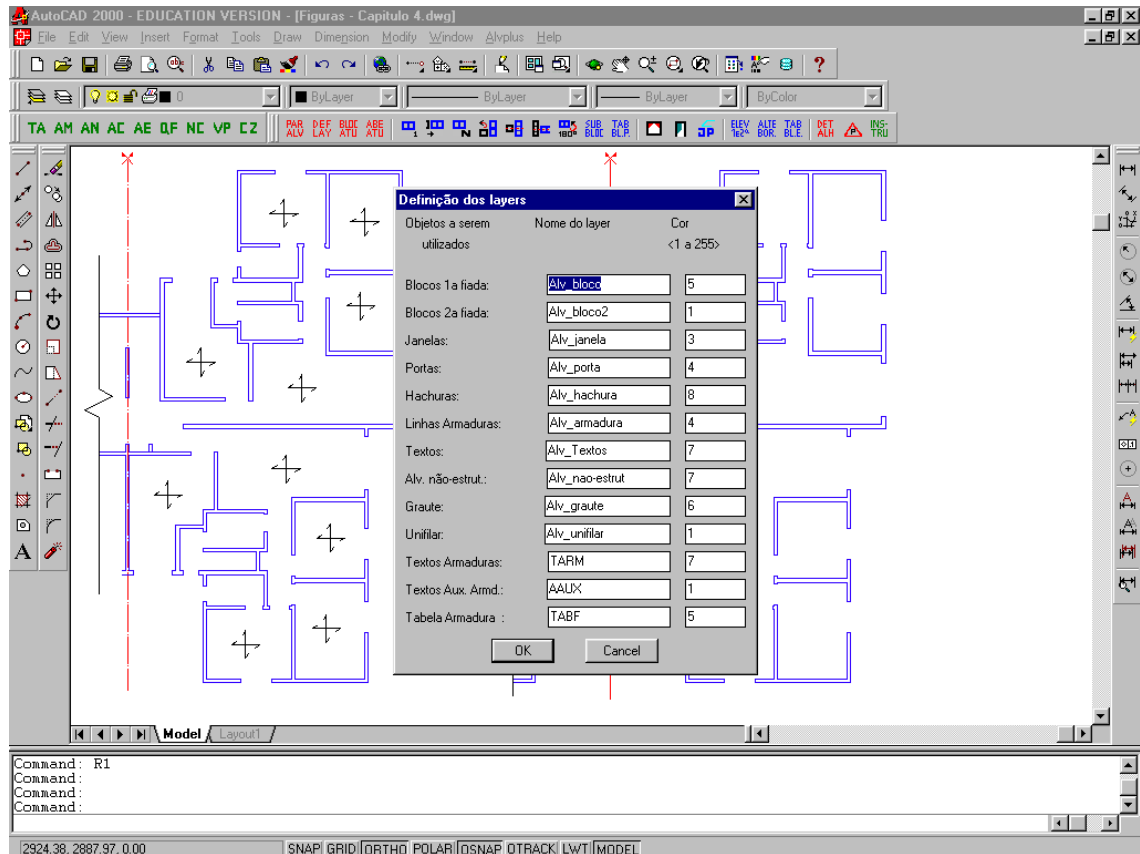 AutoCAD 2000 - EDUCATION VERSION - [Figuras - Capitulo 4.dwg]
File Edit View Insert Format Tools Draw Dimension Modify Window Alvplus Help
0 ByLayer ByLayer ByLayer ByColor
TA AM AN AC AE QF NC VP CZ PAR ALV DEF LAY BLOC ATU ABE ATU 1 N 180° SUB BLOC TAB BL.P. JP ELEV 1e2ª ALTE BOR. TAB BL.E. DET ALH INS- TRU
Definição dos layers
Objetos a serem utilizados Nome do layer Cor <1 a 255>
Blocos 1a fiada: Alv_bloco 5
Blocos 2a fiada: Alv_bloco2 1
Janelas: Alv_janela 3
Portas: Alv_porta 4
Hachuras: Alv_hachura 8
Linhas Armaduras: Alv_armadura 4
Textos: Alv_Textos 7
Alv. não-estrut.: Alv_nao-estrut 7
Graute: Alv_graute 6
Unifilar: Alv_unifilar 1
Textos Armaduras: TARM 7
Textos Aux. Armd.: AAUX 1
Tabela Armadura : TABF 5
OK Cancel
A
Model Layout1
Command: R1
Command:
Command:
Command:
2924.38, 2887.97, 0.00 SNAP GRID ORTHO POLAR OSNAP OTRACK LWT MODEL